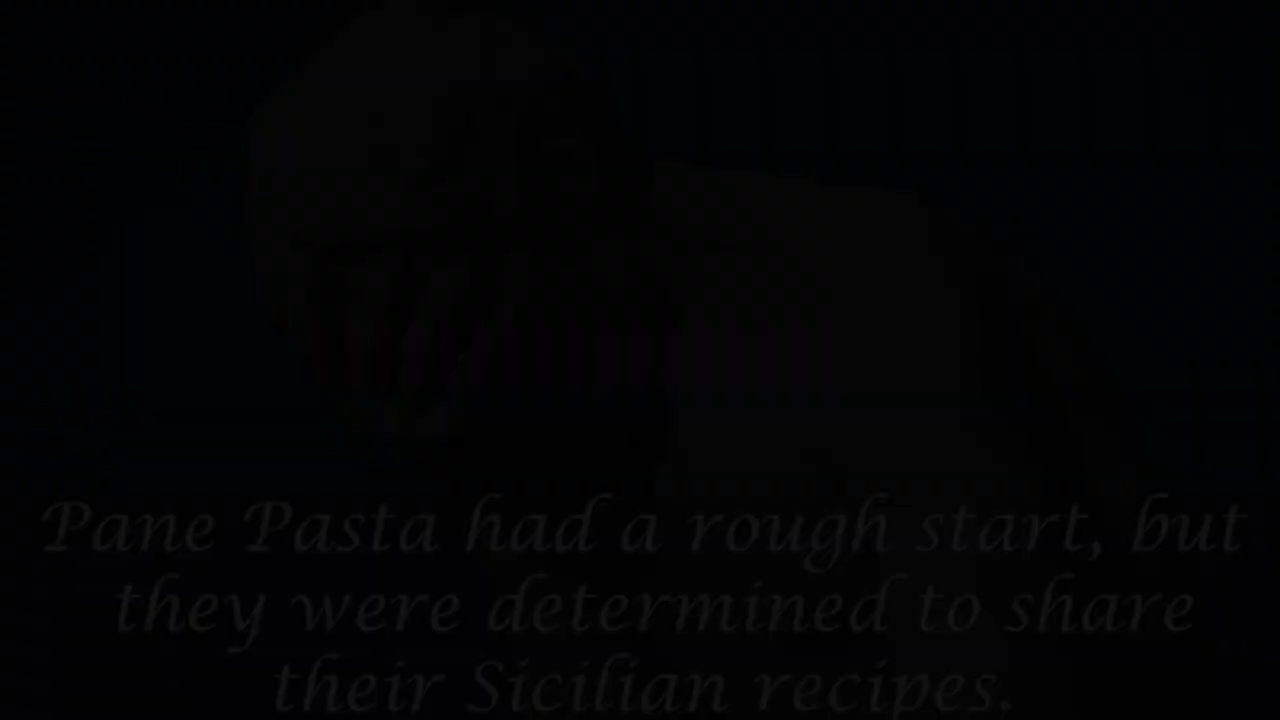 Pane Pasta had a rough start, but
they were determined to share
their Sicilian recipes.